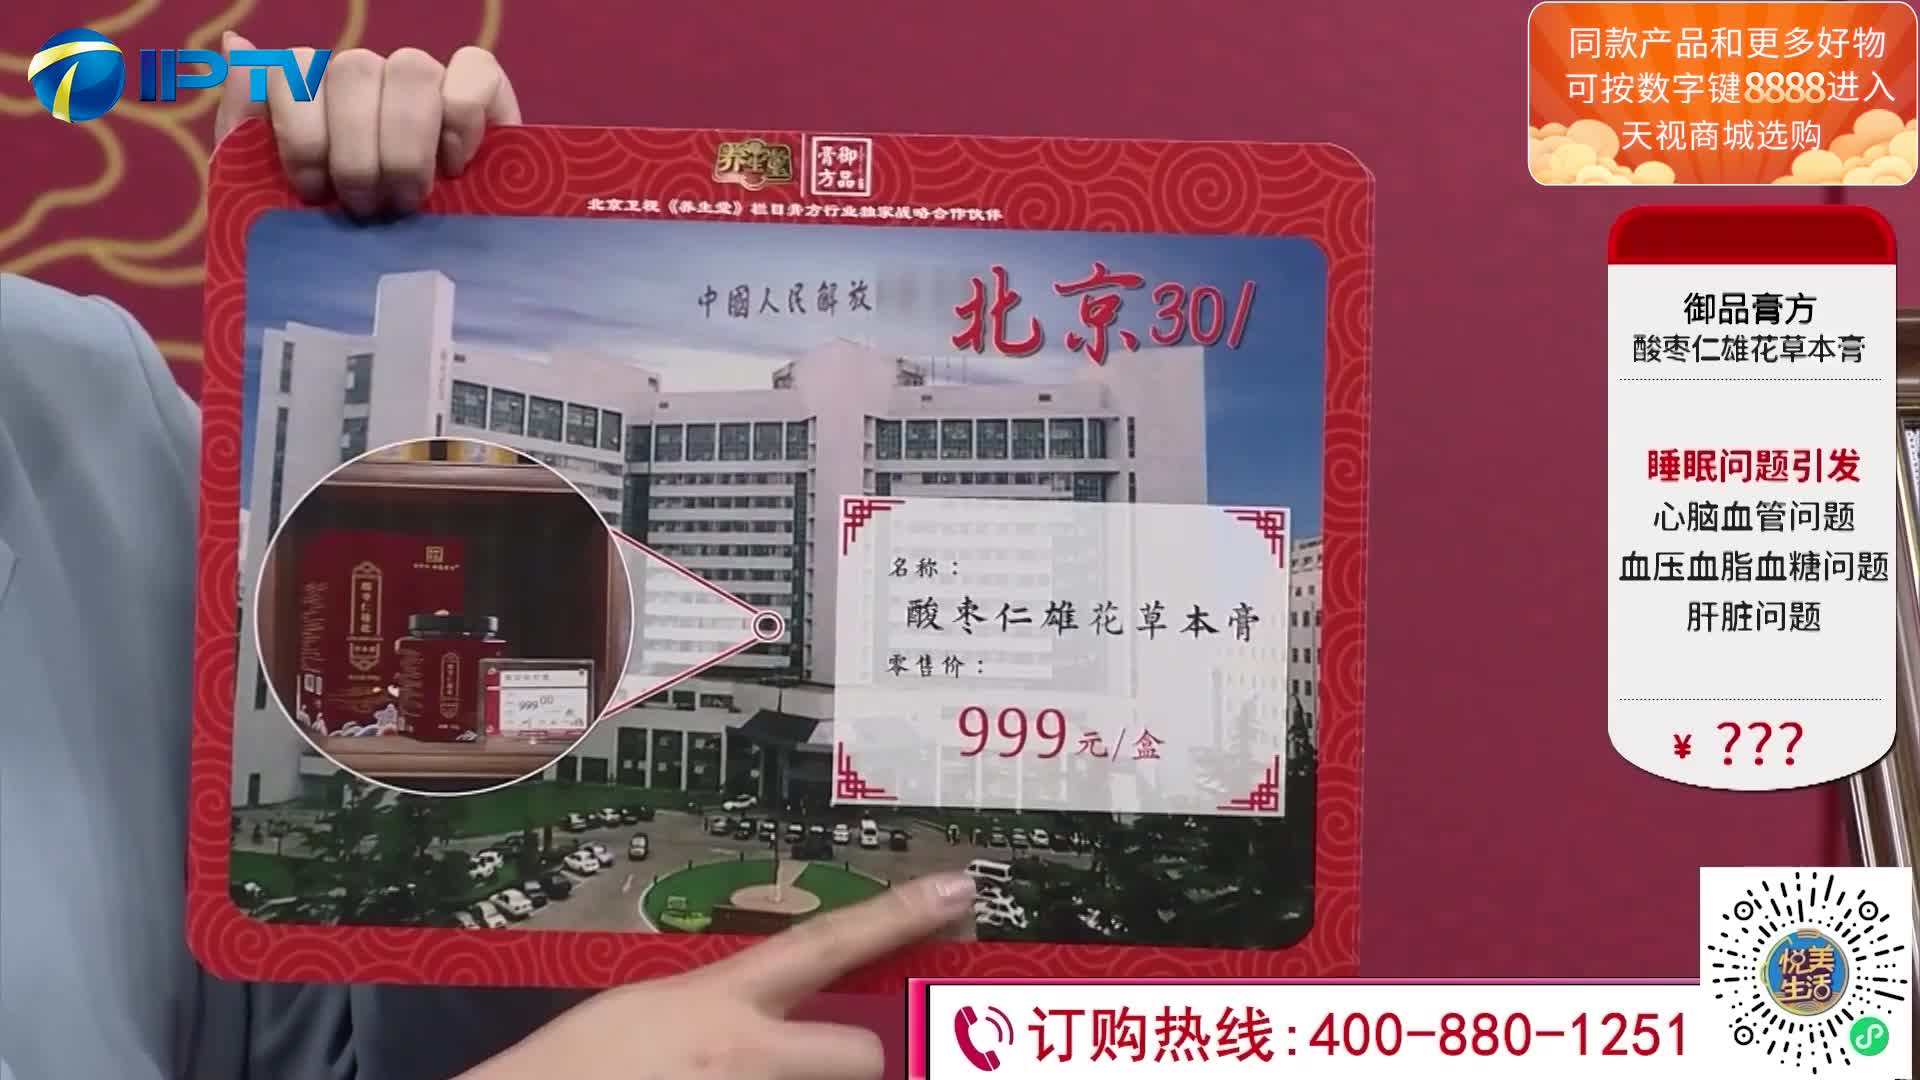 IPTV
同款产品和更多好物
可按数字键8888进入
天视商城选购
养生堂
御品膏方
北京卫视《养生堂》栏目膏方行业独家战略合作伙伴
中國人民解放
北京301
名称：
酸枣仁雄花草本膏
零售价：
999元/盒
999.00
御品膏方
酸枣仁雄花草本膏
睡眠问题引发
心脑血管问题
血压血脂血糖问题
肝脏问题
¥ ???
悦美
生活
订购热线:400-880-1251